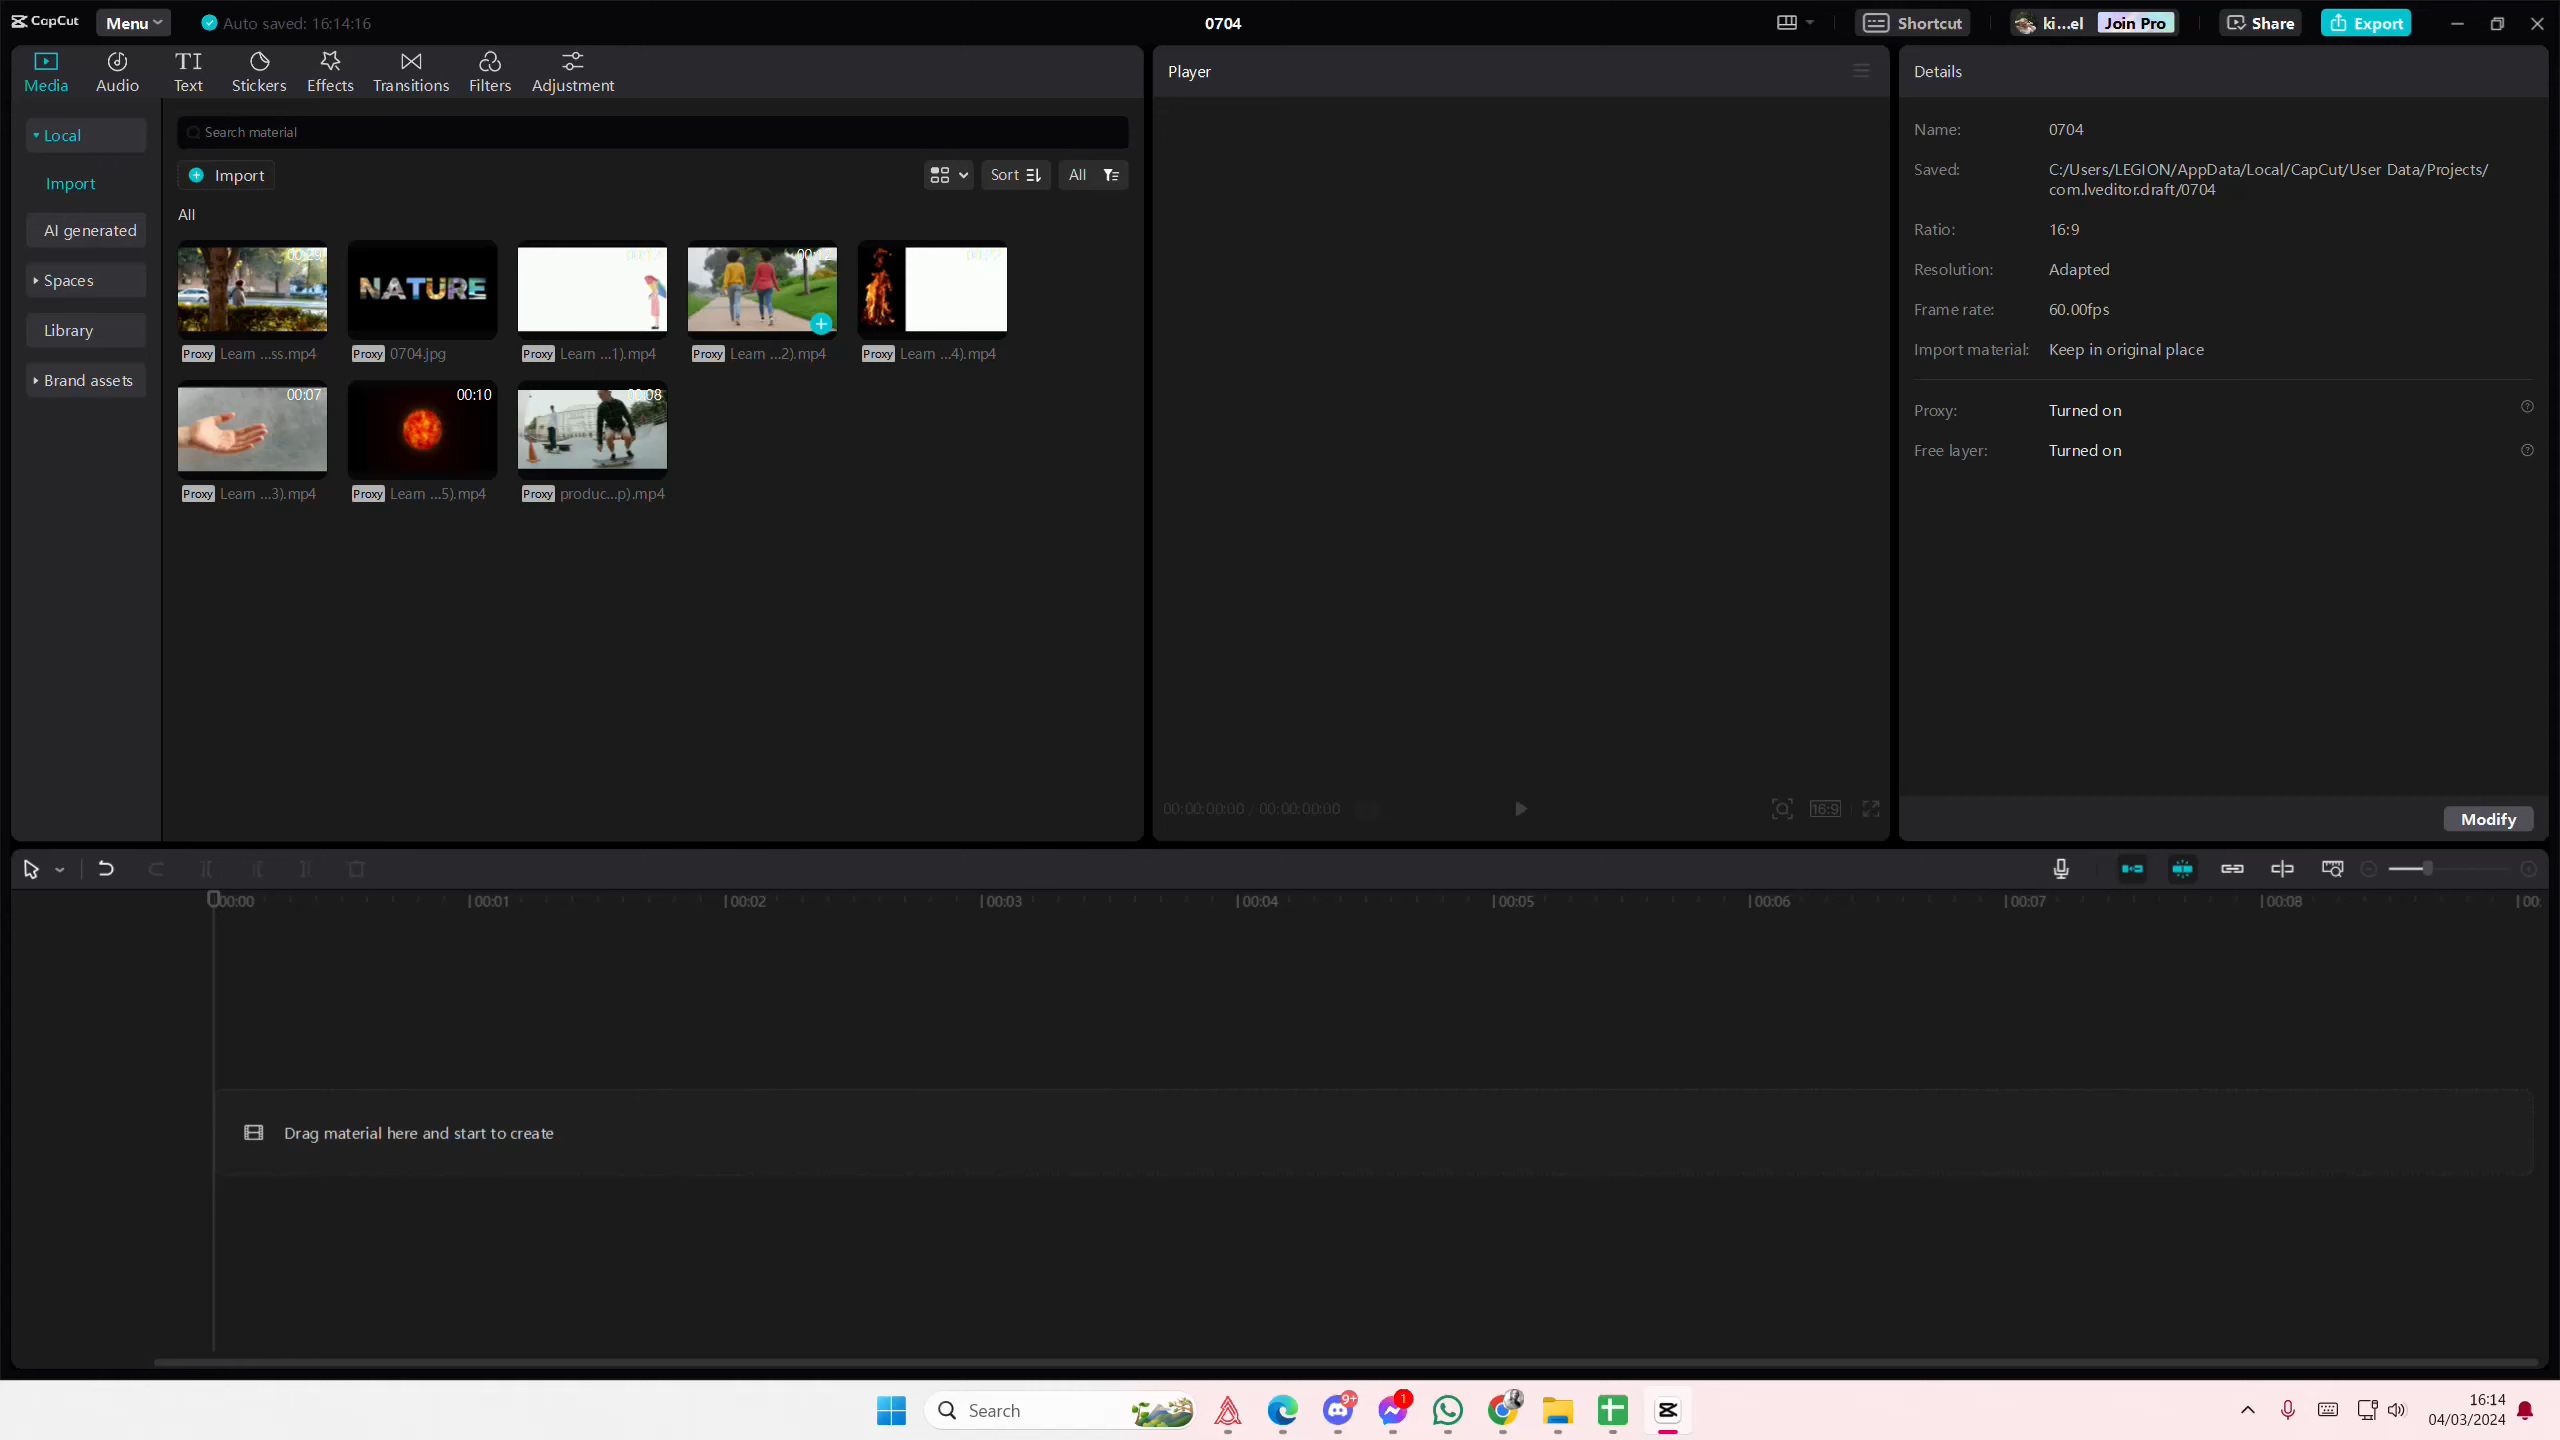 CapCut
Menu
Auto saved: 16:14:16
0704
Shortcut
ki...el
Join Pro
Share
Export
Media
Audio
Text
Stickers
Effects
Transitions
Filters
Adjustment
Player
Details
Local
Import
AI generated
Spaces
Library
Brand assets
Search material
Import
Sort
All
All
00:29
NATURE
00:12
Proxy Learn ...ss.mp4
Proxy 0704.jpg
Proxy Learn ...1).mp4
Proxy Learn ...2).mp4
Proxy Learn ...4).mp4
00:07
00:10
00:08
Proxy Learn ...3).mp4
Proxy Learn ...5).mp4
Proxy produc...p).mp4
00:00:00:00 / 00:00:00:00
16:9
Name: 0704
Saved: C:/Users/LEGION/AppData/Local/CapCut/User Data/Projects/
com.lveditor.draft/0704
Ratio: 16:9
Resolution: Adapted
Frame rate: 60.00fps
Import material: Keep in original place
Proxy: Turned on
Free layer: Turned on
Modify
00:00
00:01
00:02
00:03
00:04
00:05
00:06
00:07
00:08
00:
Drag material here and start to create
Search
9+
1
16:14
04/03/2024